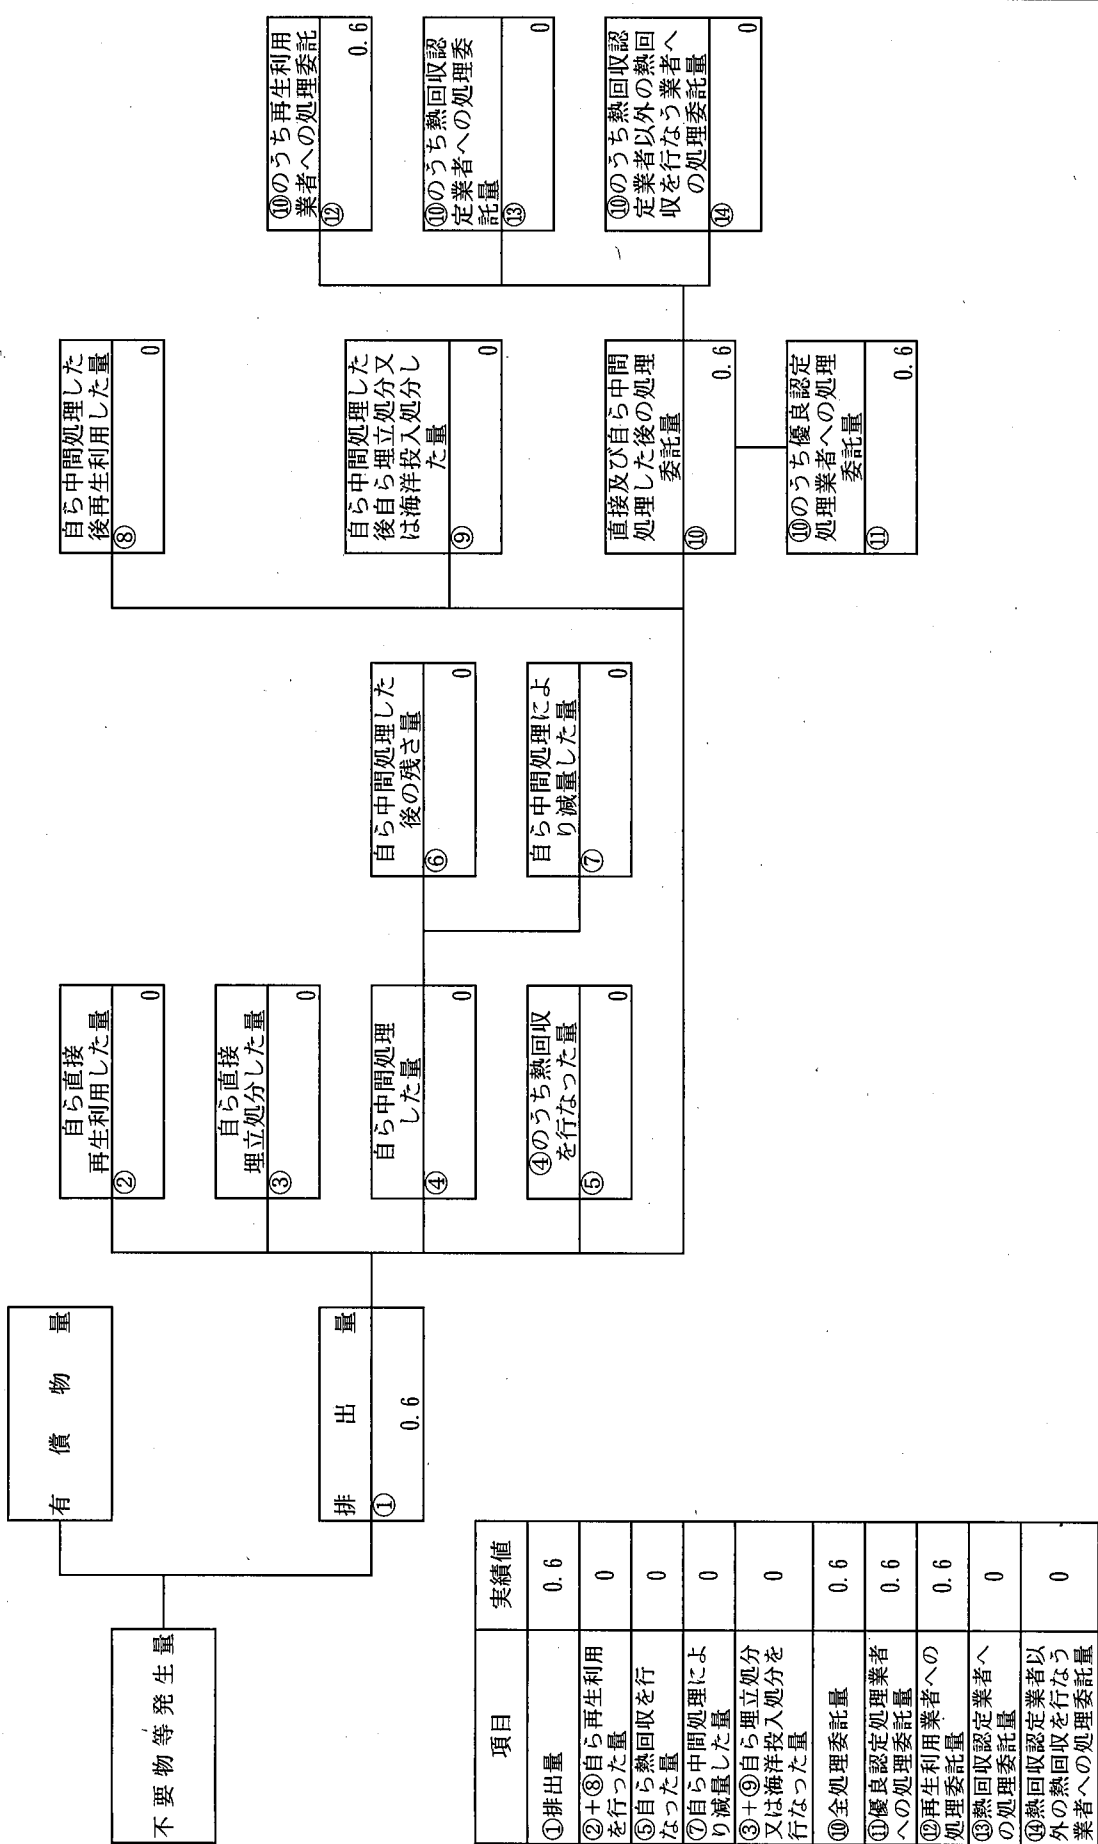 不要物等発生量
有償物量
排出量
①
0.6
自ら直接
再生利用した量
②
0
自ら直接
埋立処分した量
③
0
自ら中間処理
した量
④
0
④のうち熱回収
を行なった量
⑤
0
自ら中間処理した
後の残さ量
⑥
0
自ら中間処理によ
り減量した量
⑦
0
自ら中間処理した
後再生利用した量
⑧
0
自ら中間処理した
後自ら埋立処分又
は海洋投入処分し
た量
⑨
0
直接及び自ら中間
処理した後の処理
委託量
⑩
0.6
⑩のうち優良認定
処理業者への処理
委託量
⑪
0.6
⑩のうち再生利用
業者への処理委託
⑫
0.6
⑩のうち熱回収認
定業者への処理委
託量
⑬
0
⑩のうち熱回収認
定業者以外の熱回
収を行なう業者へ
の処理委託量
⑭
0
項目 実績値
①排出量 0.6
②+⑧自ら再生利用
を行った量 0
⑤自ら熱回収を行
なった量 0
⑦自ら中間処理によ
り減量した量 0
③+⑨自ら埋立処分
又は海洋投入処分を
行なった量 0
⑩全処理委託量 0.6
⑪優良認定処理業者
への処理委託量 0.6
⑫再生利用業者への
処理委託量 0.6
⑬熱回収認定業者へ
の処理委託量 0
⑭熱回収認定業者以
外の熱回収を行なう
業者への処理委託量 0